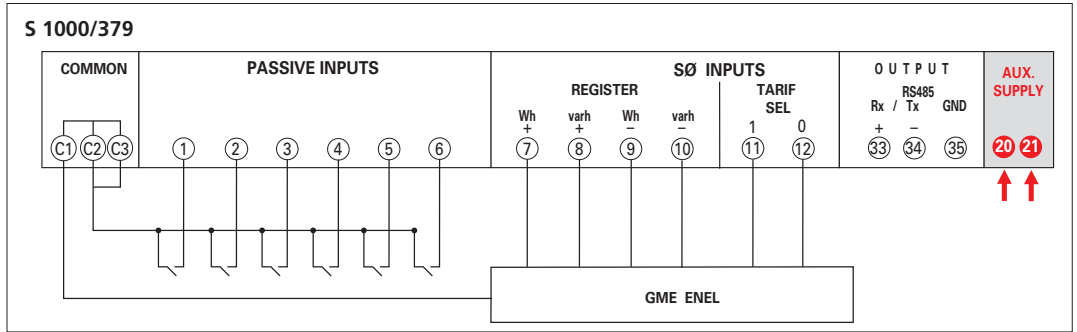 S 1000/379
COMMON PASSIVE INPUTS SØ INPUTS OUTPUT AUX. SUPPLY
REGISTER TARIF SEL RS485
Wh varh Wh varh 1 0 Rx / Tx GND
+ + – – + –
C1 C2 C3 1 2 3 4 5 6 7 8 9 10 11 12 33 34 35 20 21
GME ENEL